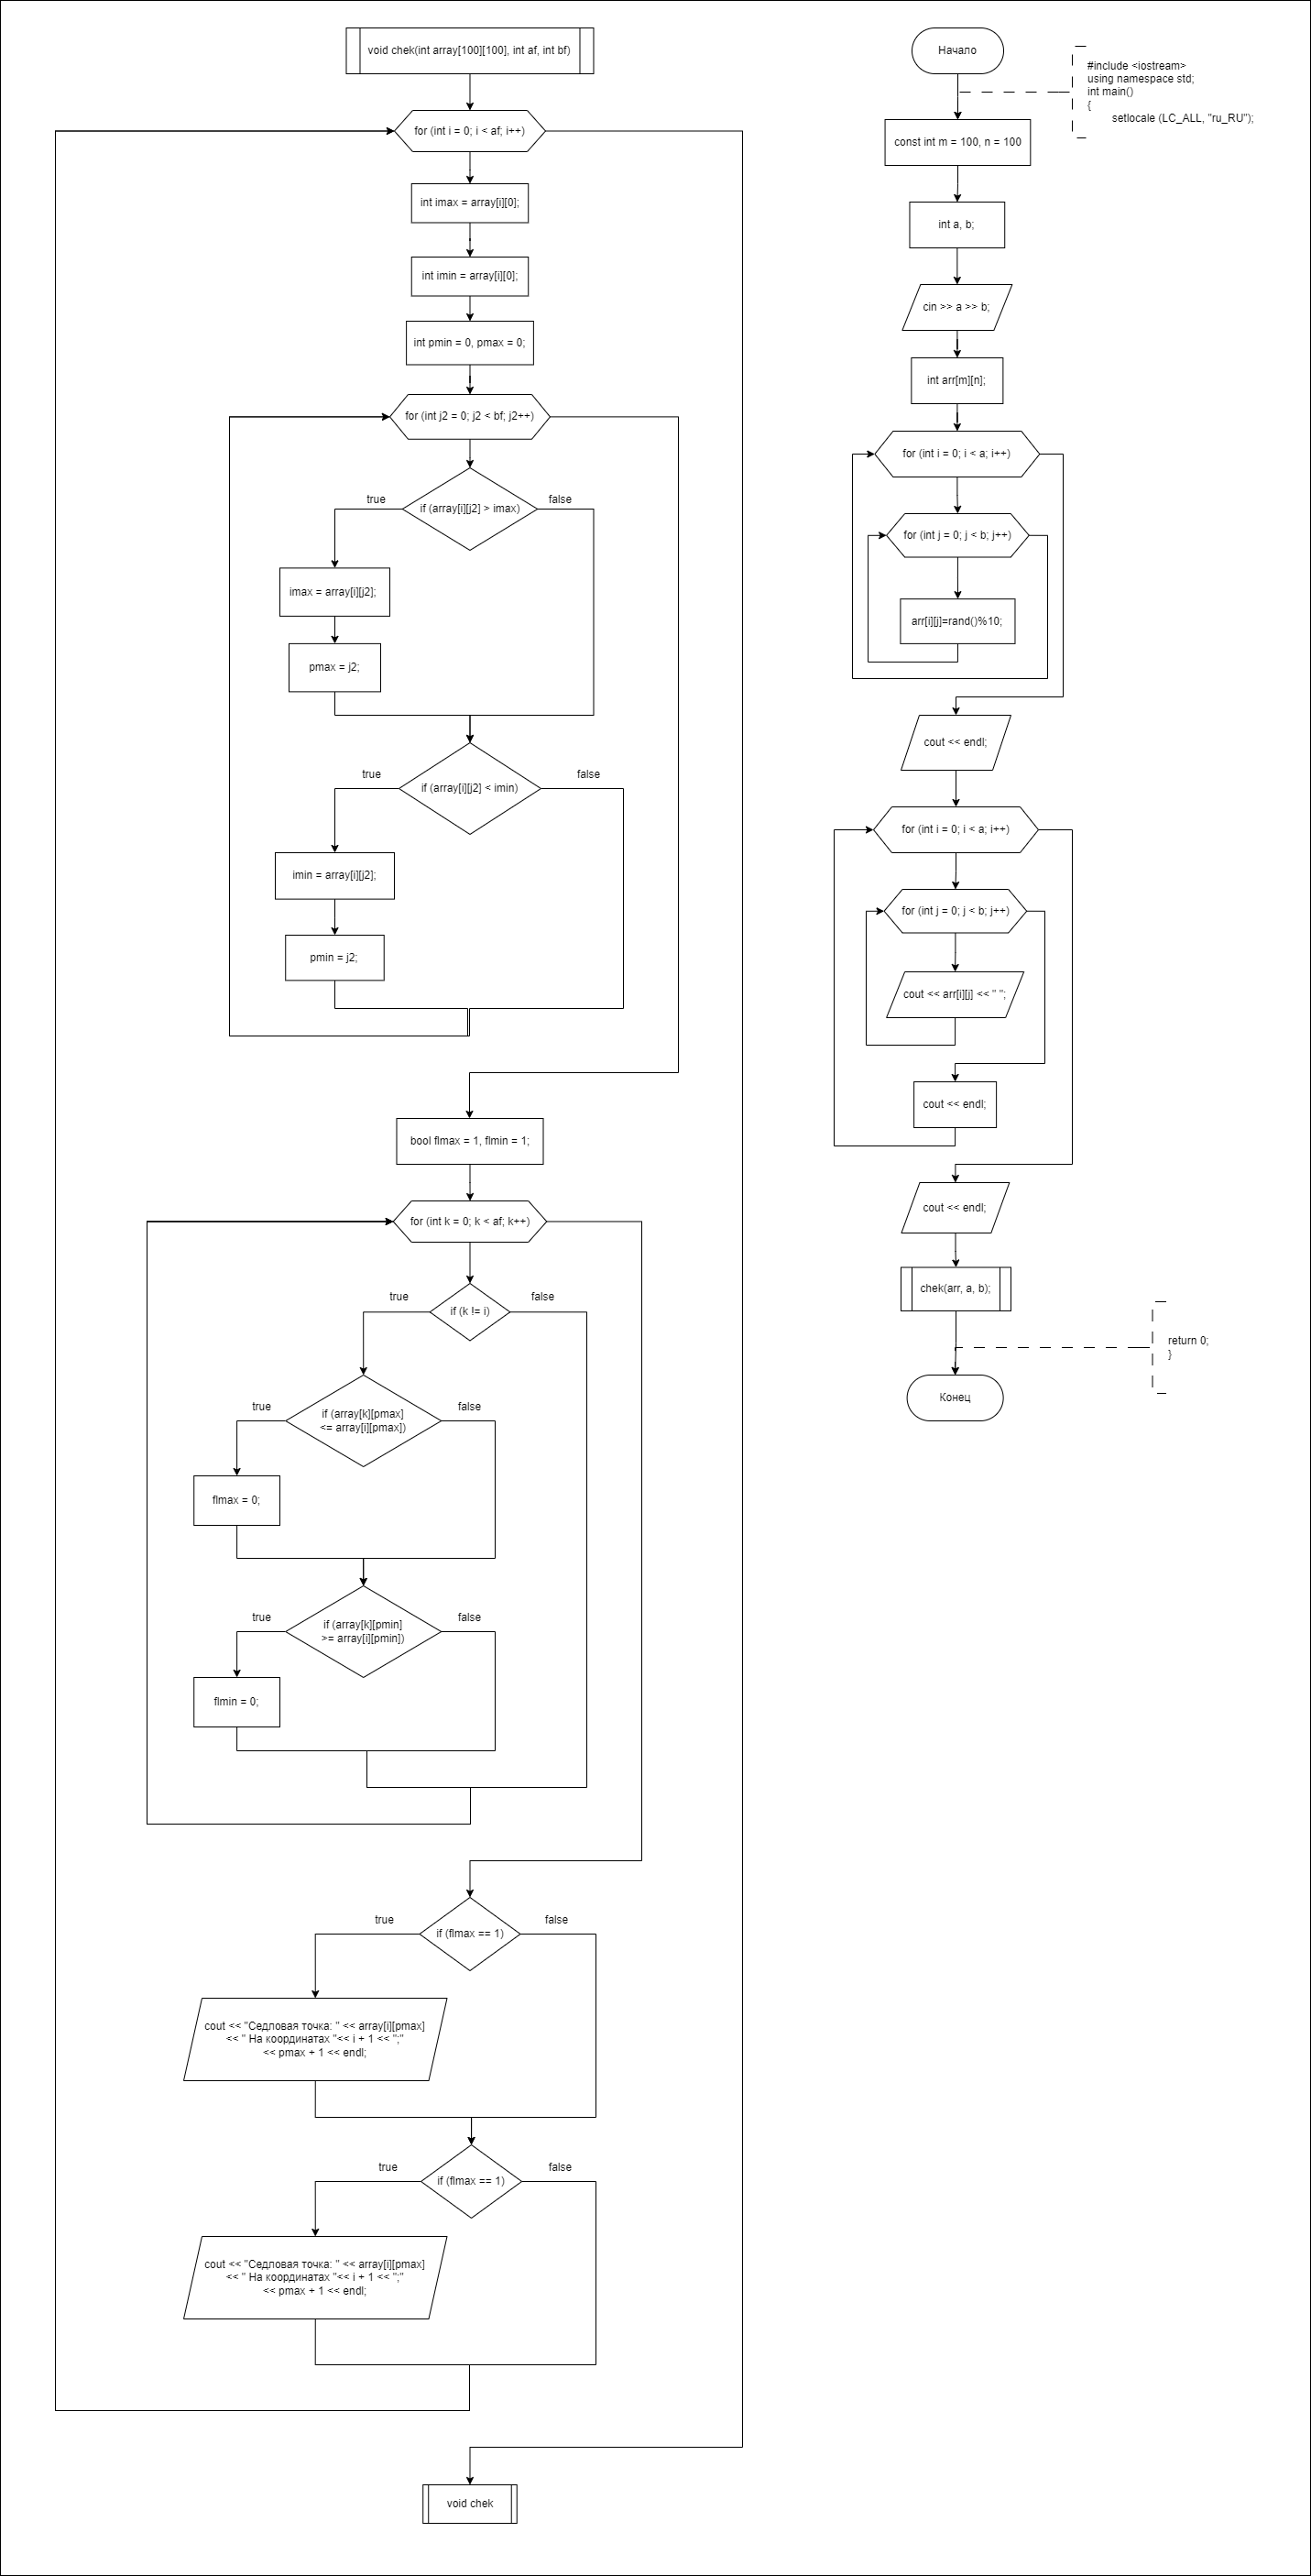 void chek(int array[100][100], int af, int bf)
for (int i = 0; i < af; i++)
int imax = array[i][0];
int imin = array[i][0];
int pmin = 0, pmax = 0;
for (int j2 = 0; j2 < bf; j2++)
true
if (array[i][j2] > imax)
false
imax = array[i][j2];
pmax = j2;
true
if (array[i][j2] < imin)
false
imin = array[i][j2];
pmin = j2;
bool flmax = 1, flmin = 1;
for (int k = 0; k < af; k++)
true
if (k != i)
false
true
if (array[k][pmax]
<= array[i][pmax])
false
flmax = 0;
true
if (array[k][pmin]
>= array[i][pmin])
false
flmin = 0;
true
if (flmax == 1)
false
cout << "Седловая точка: " << array[i][pmax]
<< " На координатах "<< i + 1 << ";"
<< pmax + 1 << endl;
true
if (flmax == 1)
false
cout << "Седловая точка: " << array[i][pmax]
<< " На координатах "<< i + 1 << ";"
<< pmax + 1 << endl;
void chek
Начало
#include <iostream>
using namespace std;
int main()
{
setlocale (LC_ALL, "ru_RU");
const int m = 100, n = 100
int a, b;
cin >> a >> b;
int arr[m][n];
for (int i = 0; i < a; i++)
for (int j = 0; j < b; j++)
arr[i][j]=rand()%10;
cout << endl;
for (int i = 0; i < a; i++)
for (int j = 0; j < b; j++)
cout << arr[i][j] << " ";
cout << endl;
cout << endl;
chek(arr, a, b);
return 0;
}
Конец